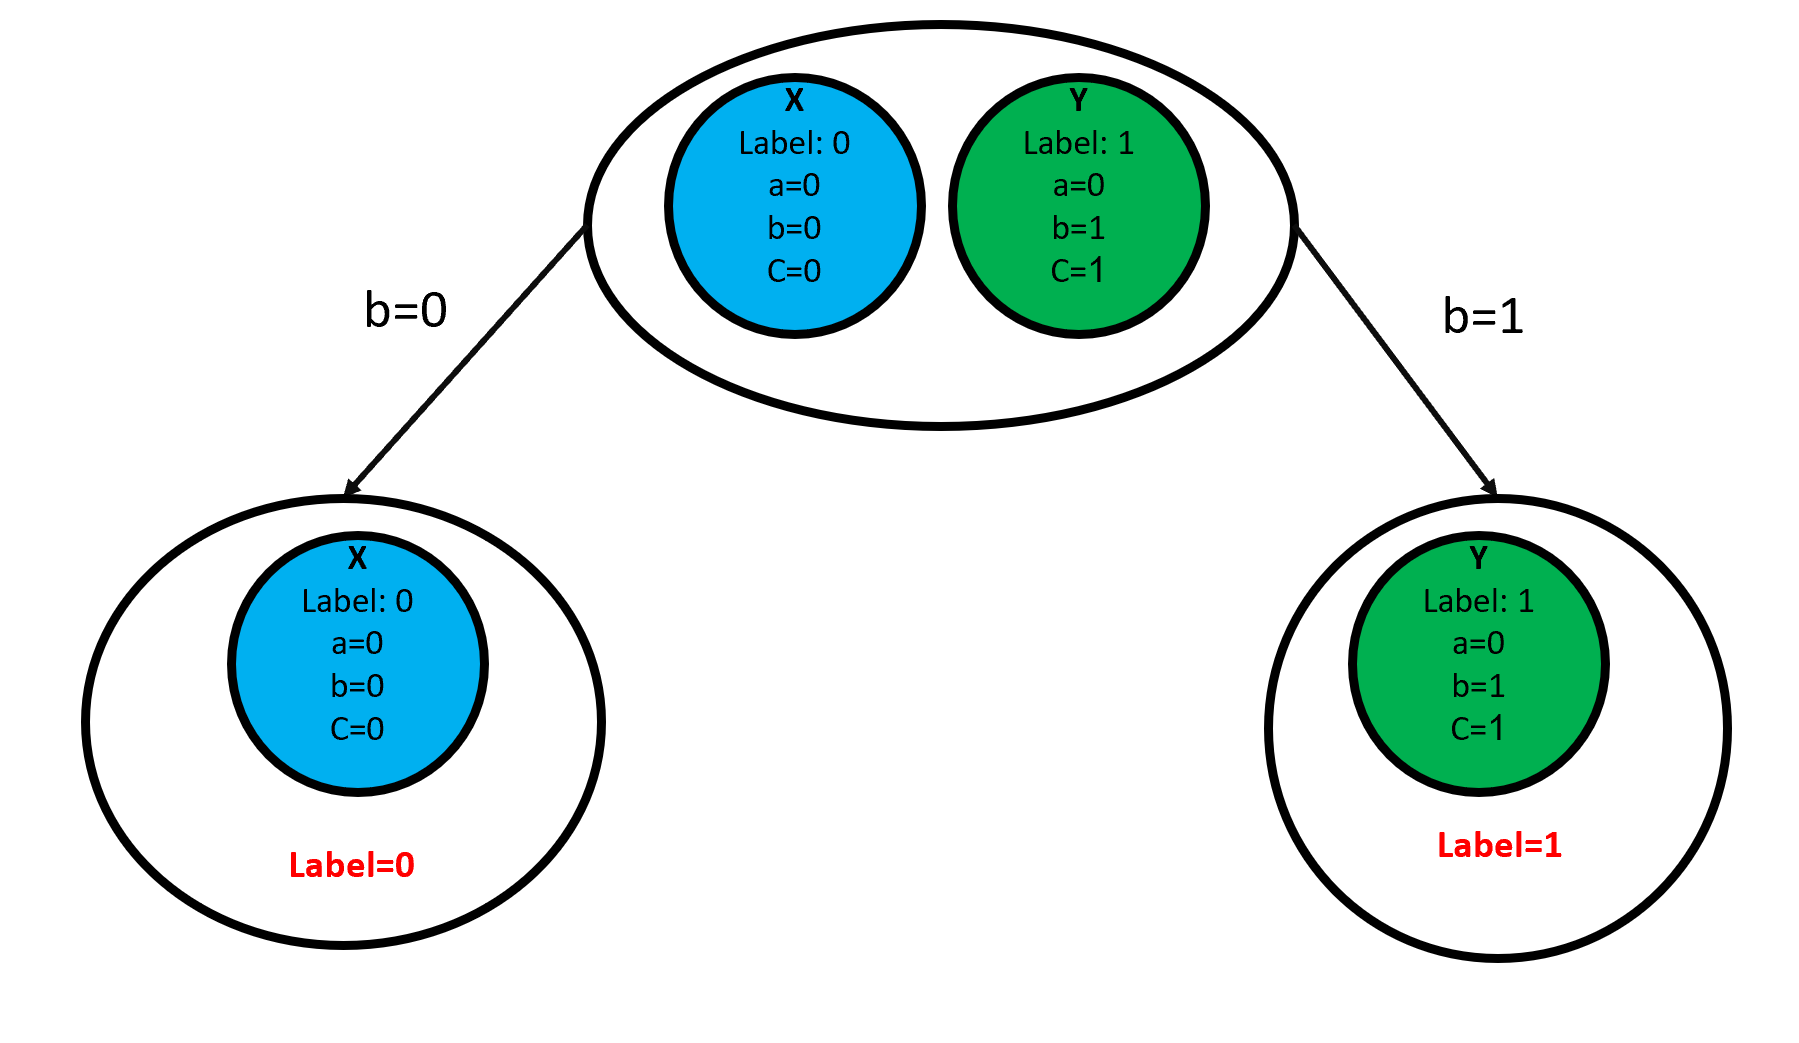 X
Label: 0
a=0
b=0
C=0
Y
Label: 1
a=0
b=1
C=1
b=0
b=1
X
Label: 0
a=0
b=0
C=0
Label=0
Y
Label: 1
a=0
b=1
C=1
Label=1